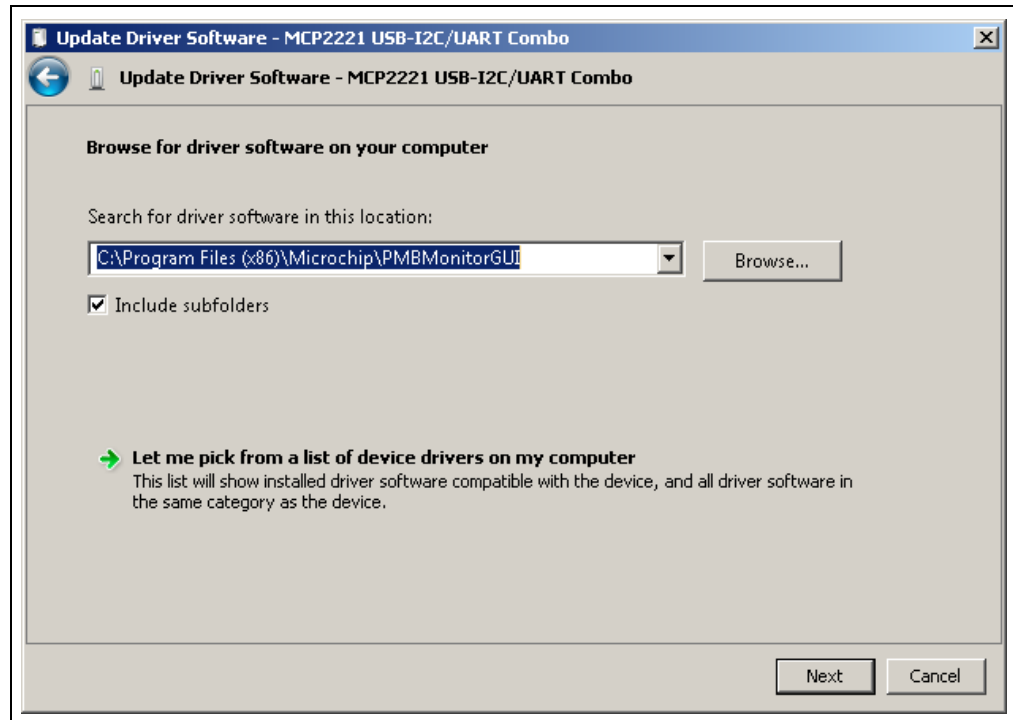 Update Driver Software - MCP2221 USB-I2C/UART Combo
Update Driver Software - MCP2221 USB-I2C/UART Combo
Browse for driver software on your computer
Search for driver software in this location:
C:\Program Files (x86)\Microchip\PMBMonitorGUI
Browse...
Include subfolders
Let me pick from a list of device drivers on my computer
This list will show installed driver software compatible with the device, and all driver software in
the same category as the device.
Next Cancel